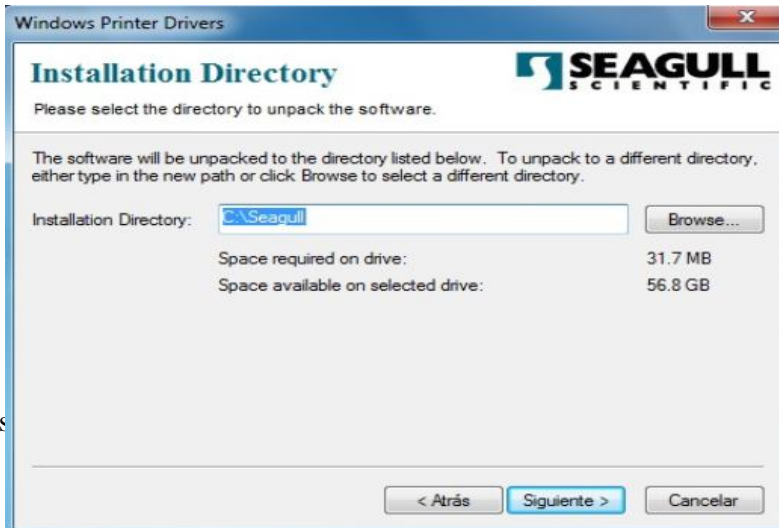 Windows Printer Drivers
Installation Directory
SEAGULL
SCIENTIFIC
Please select the directory to unpack the software.
The software will be unpacked to the directory listed below. To unpack to a different directory,
either type in the new path or click Browse to select a different directory.
Installation Directory: C:\Seagull Browse...
Space required on drive: 31.7 MB
Space available on selected drive: 56.8 GB
s
< Atrás Siguiente > Cancelar